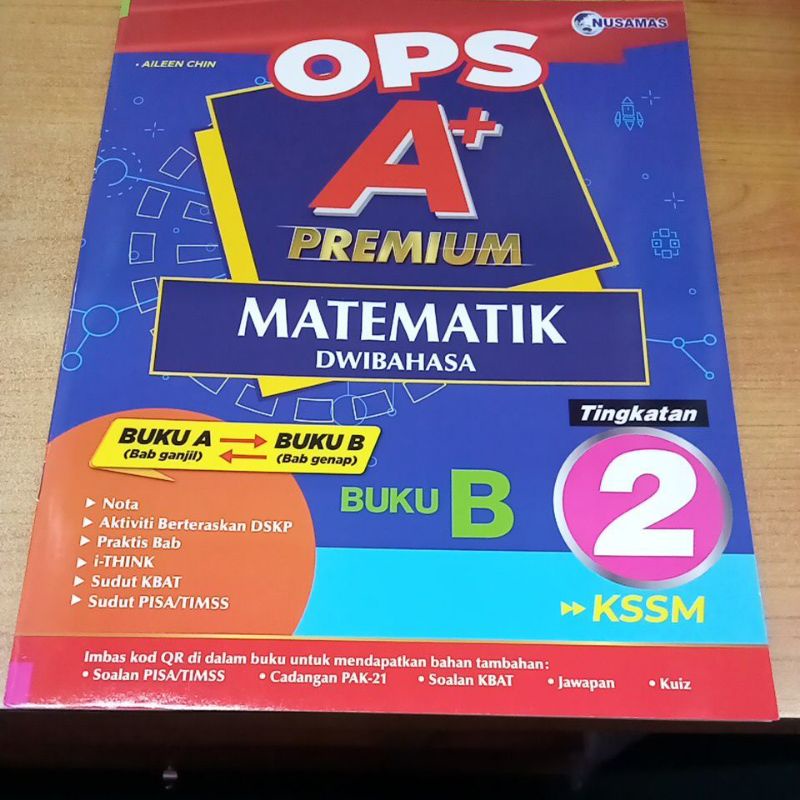 NUSAMAS
• AILEEN CHIN
OPS
A+
PREMIUM
MATEMATIK
DWIBAHASA
Tingkatan
2
KSSM
BUKU A
(Bab ganjil)
BUKU B
(Bab genap)
BUKU B
Nota
Aktiviti Berteraskan DSKP
Praktis Bab
i-THINK
Sudut KBAT
Sudut PISA/TIMSS
Imbas kod QR di dalam buku untuk mendapatkan bahan tambahan:
• Soalan PISA/TIMSS • Cadangan PAK-21 • Soalan KBAT • Jawapan • Kuiz